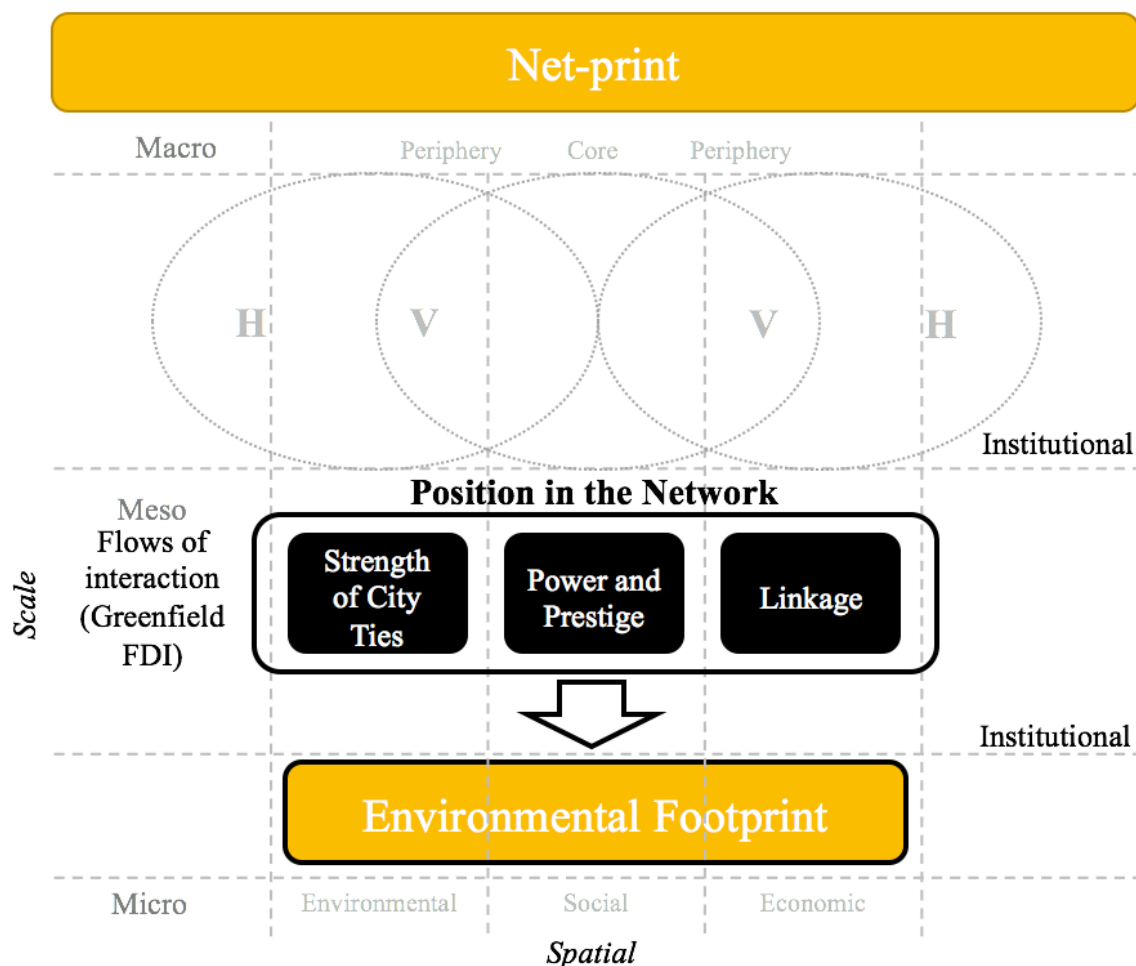 Net-print
Macro
Periphery
Core
Periphery
H
V
V
H
Institutional
Position in the Network
Meso
Flows of
interaction
(Greenfield
FDI)
Scale
Strength
of City
Ties
Power and
Prestige
Linkage
Institutional
Environmental Footprint
Micro
Environmental
Social
Economic
Spatial